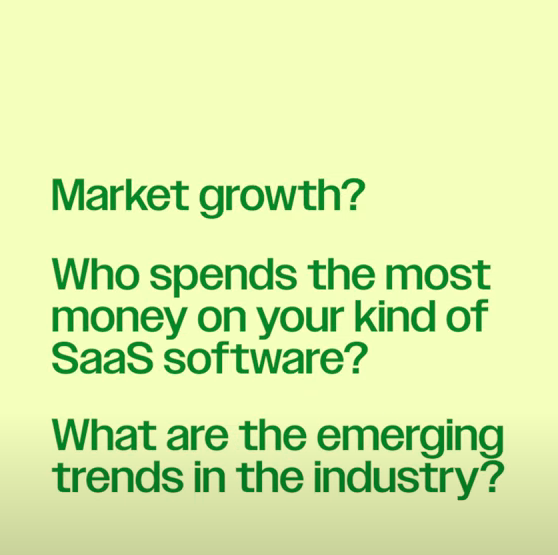 Market growth?
Who spends the most
money on your kind of
SaaS software?
What are the emerging
trends in the industry?